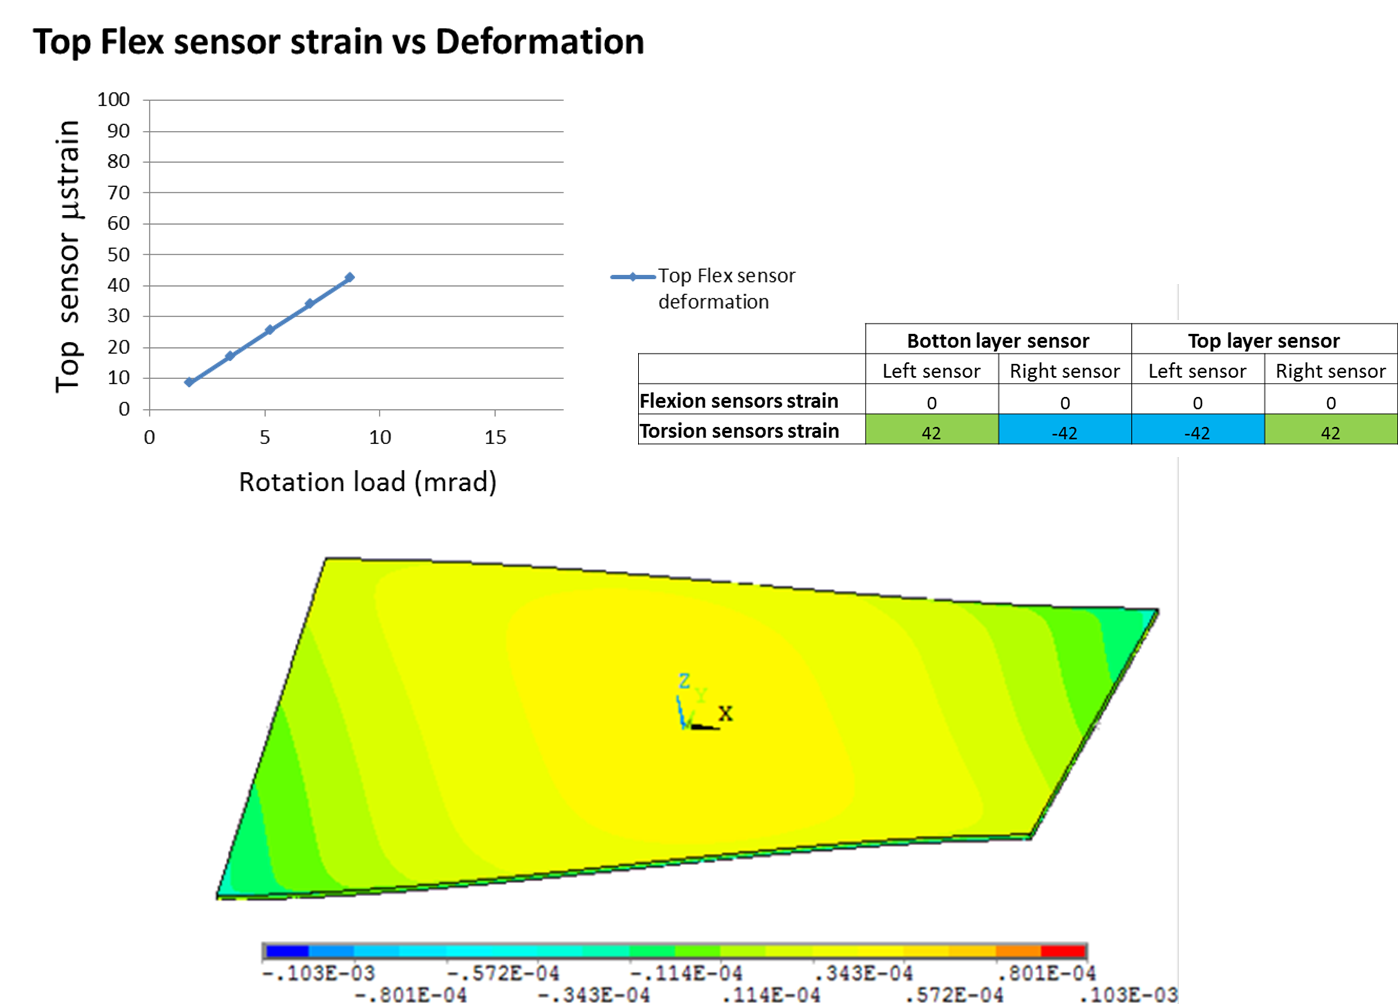 Top Flex sensor strain vs Deformation
100
90
80
70
60
50
40
30
20
10
0
Top sensor µstrain
0 5 10 15
Rotation load (mrad)
Top Flex sensor
deformation
Botton layer sensor Top layer sensor
Left sensor Right sensor Left sensor Right sensor
Flexion sensors strain 0 0 0 0
Torsion sensors strain 42 -42 -42 42
Z
Y
X
-.103E-03 -.572E-04 -.114E-04 .343E-04 .801E-04
-.801E-04 -.343E-04 .114E-04 .572E-04 .103E-03